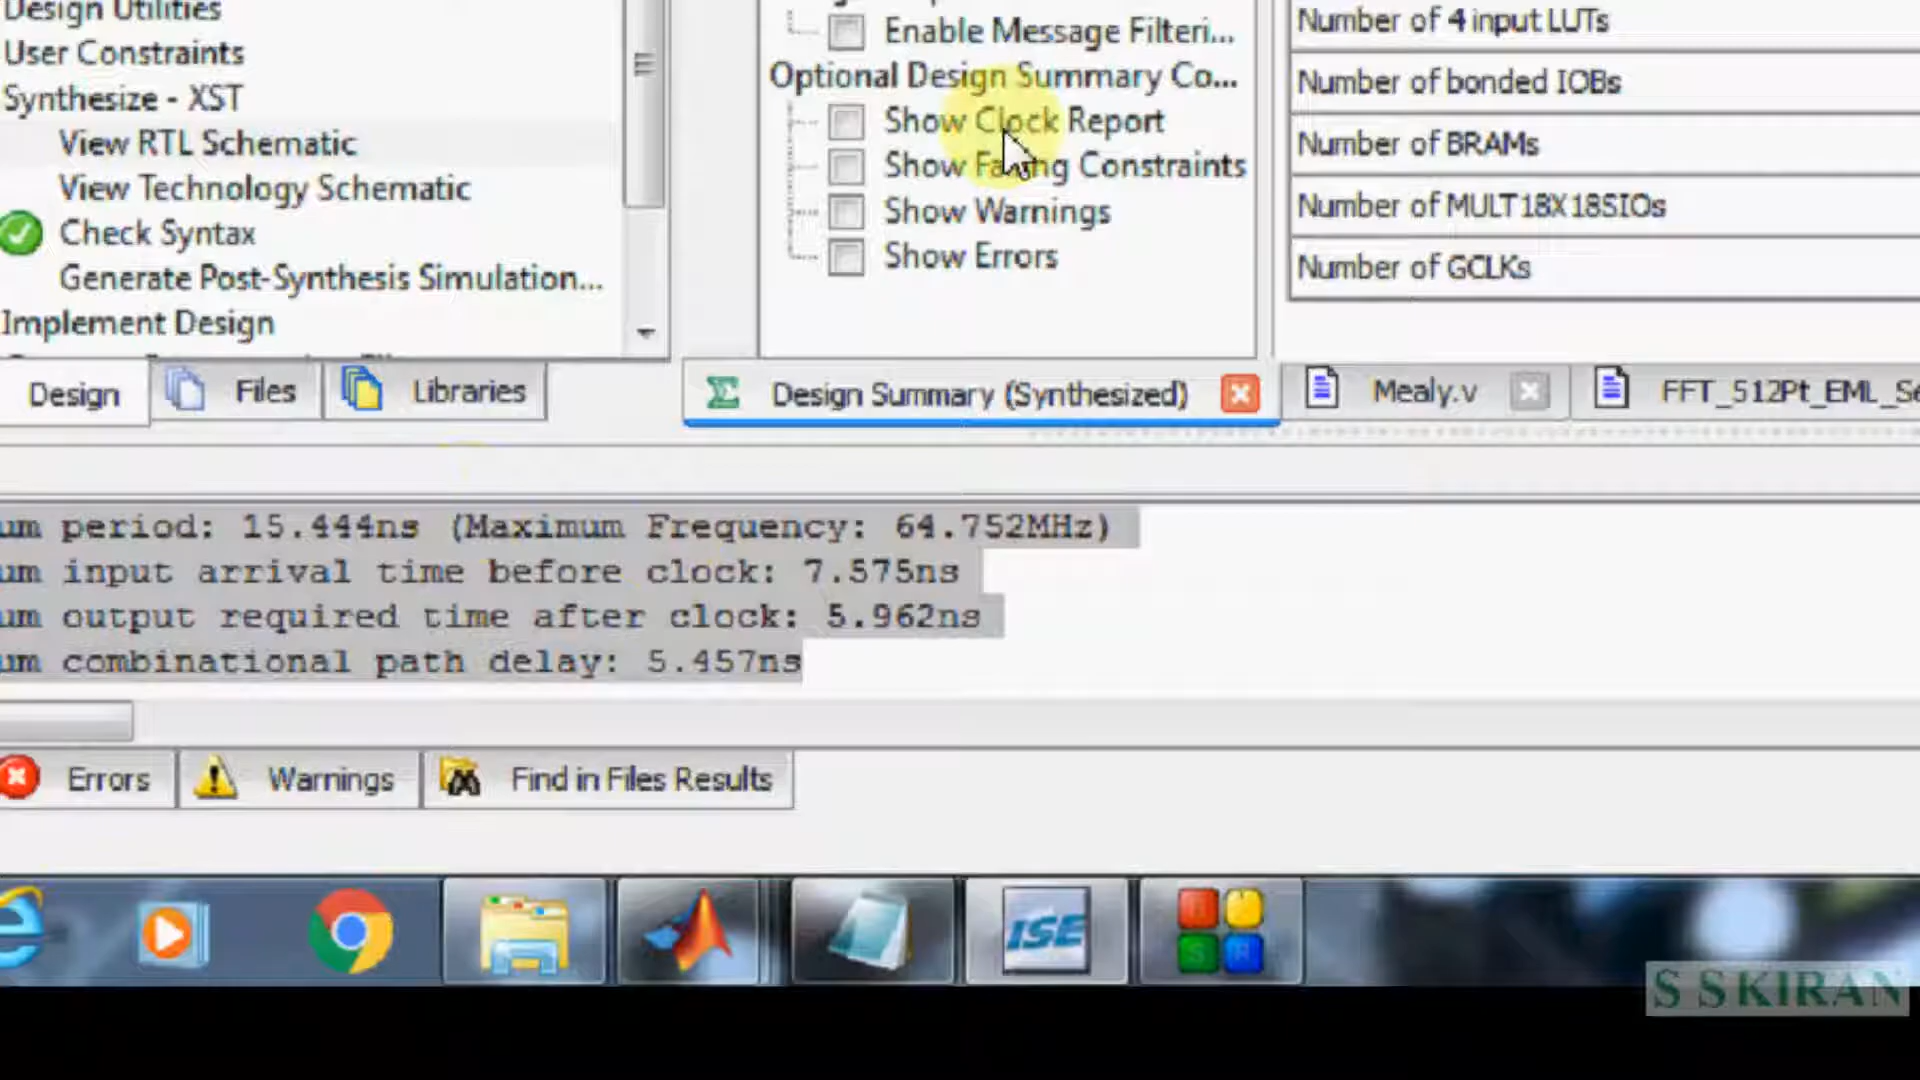 Design Utilities
User Constraints
Synthesize - XST
View RTL Schematic
View Technology Schematic
Check Syntax
Generate Post-Synthesis Simulation...
Implement Design
Enable Message Filteri...
Optional Design Summary Co...
Show Clock Report
Show Failing Constraints
Show Warnings
Show Errors
Number of 4 input LUTs
Number of bonded IOBs
Number of BRAMs
Number of MULT18X18SIOs
Number of GCLKs
Design
Files
Libraries
Design Summary (Synthesized)
Mealy.v
FFT_512Pt_EML_Se
um period: 15.444ns (Maximum Frequency: 64.752MHz)
um input arrival time before clock: 7.575ns
um output required time after clock: 5.962ns
um combinational path delay: 5.457ns
Errors
Warnings
Find in Files Results
ISE
S SKIRAN